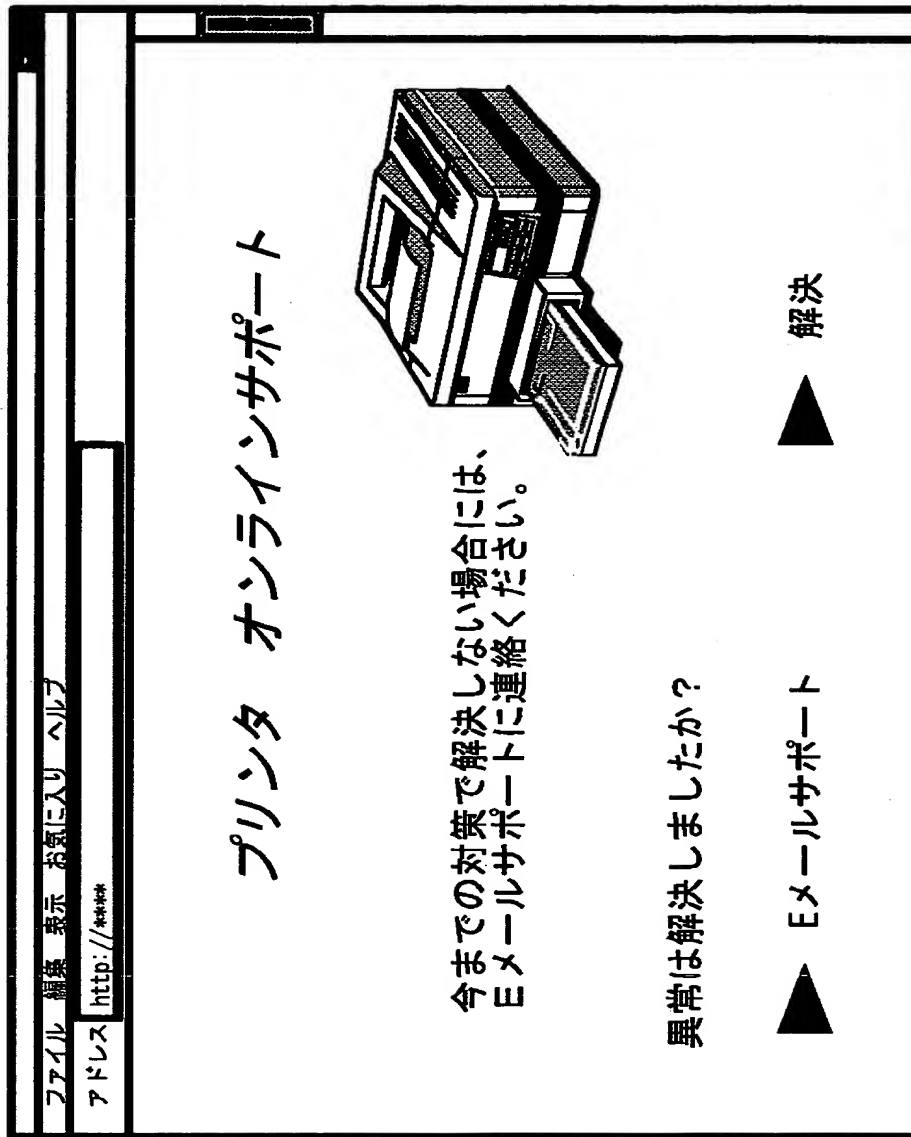 ファイル 編集 表示 お気に入り ヘルプ
アドレス http://****
プリンタ オンラインサポート
今までの対策で解決しない場合には、
Eメールサポートに連絡ください。
異常は解決しましたか？
Eメールサポート
解決